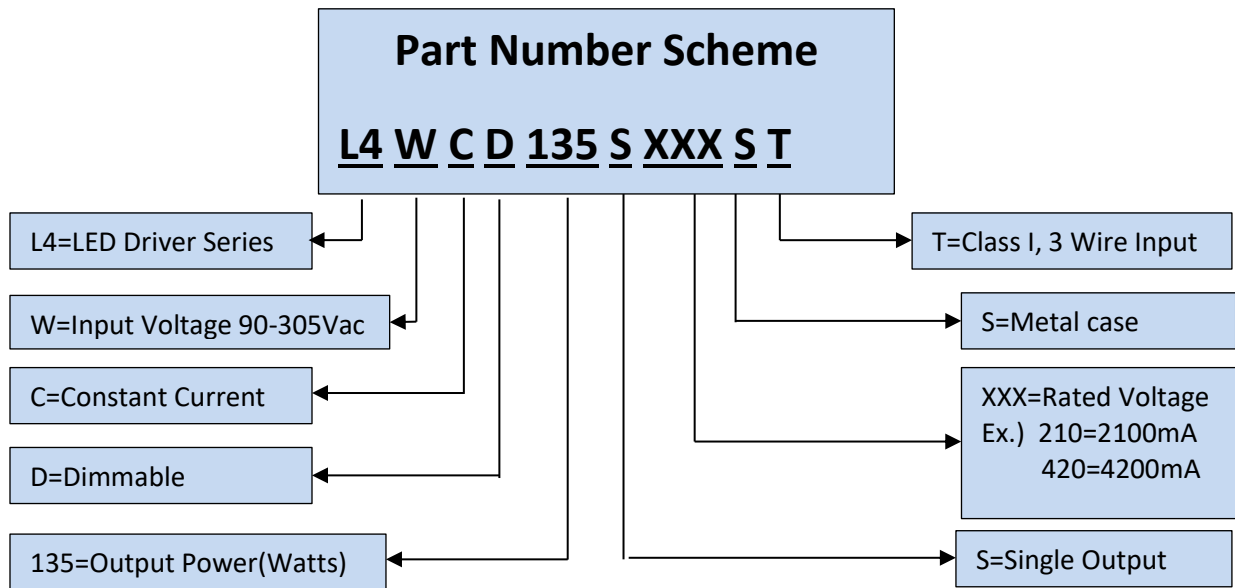 Part Number Scheme
L4 W C D 135 S XXX S T
L4=LED Driver Series
W=Input Voltage 90-305Vac
C=Constant Current
D=Dimmable
135=Output Power(Watts)
T=Class I, 3 Wire Input
S=Metal case
XXX=Rated Voltage
Ex.) 210=2100mA
420=4200mA
S=Single Output